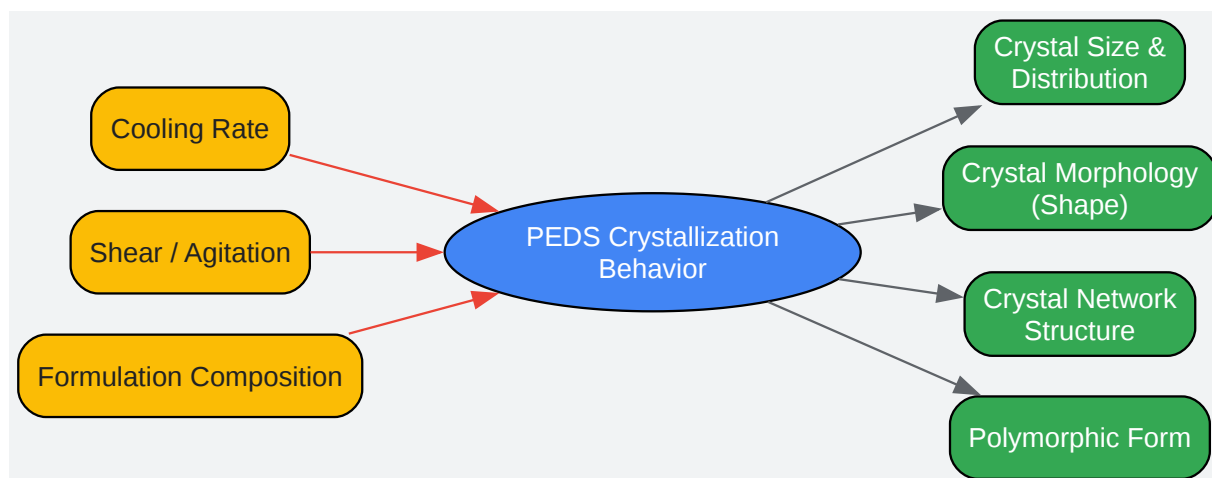 Cooling Rate
Shear / Agitation
Formulation Composition
PEDS Crystallization
Behavior
Crystal Size &
Distribution
Crystal Morphology
(Shape)
Crystal Network
Structure
Polymorphic Form